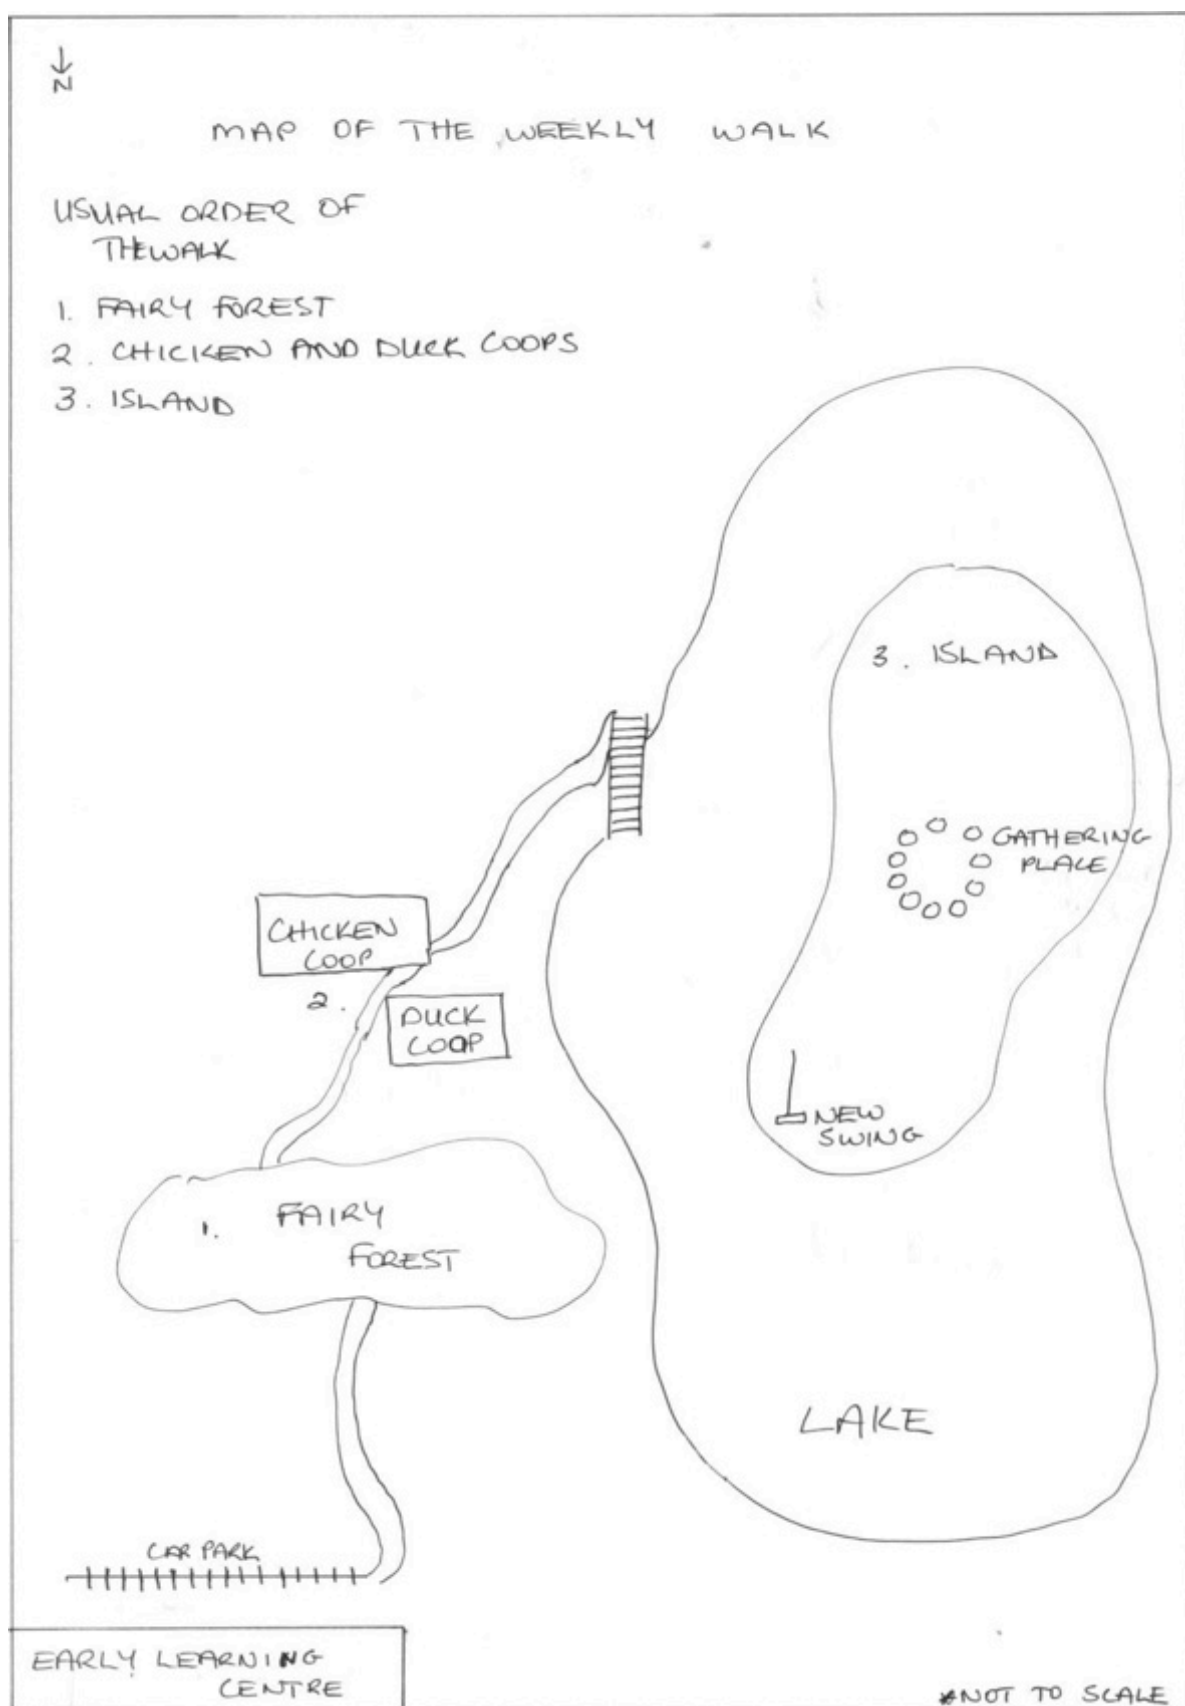 N
MAP OF THE WEEKLY WALK
USUAL ORDER OF
THE WALK
1. FAIRY FOREST
2. CHICKEN AND DUCK COOPS
3. ISLAND
3. ISLAND
GATHERING
PLACE
CHICKEN
COOP
2.
DUCK
COOP
NEW
SWING
1. FAIRY
FOREST
LAKE
CAR PARK
EARLY LEARNING
CENTRE
*NOT TO SCALE